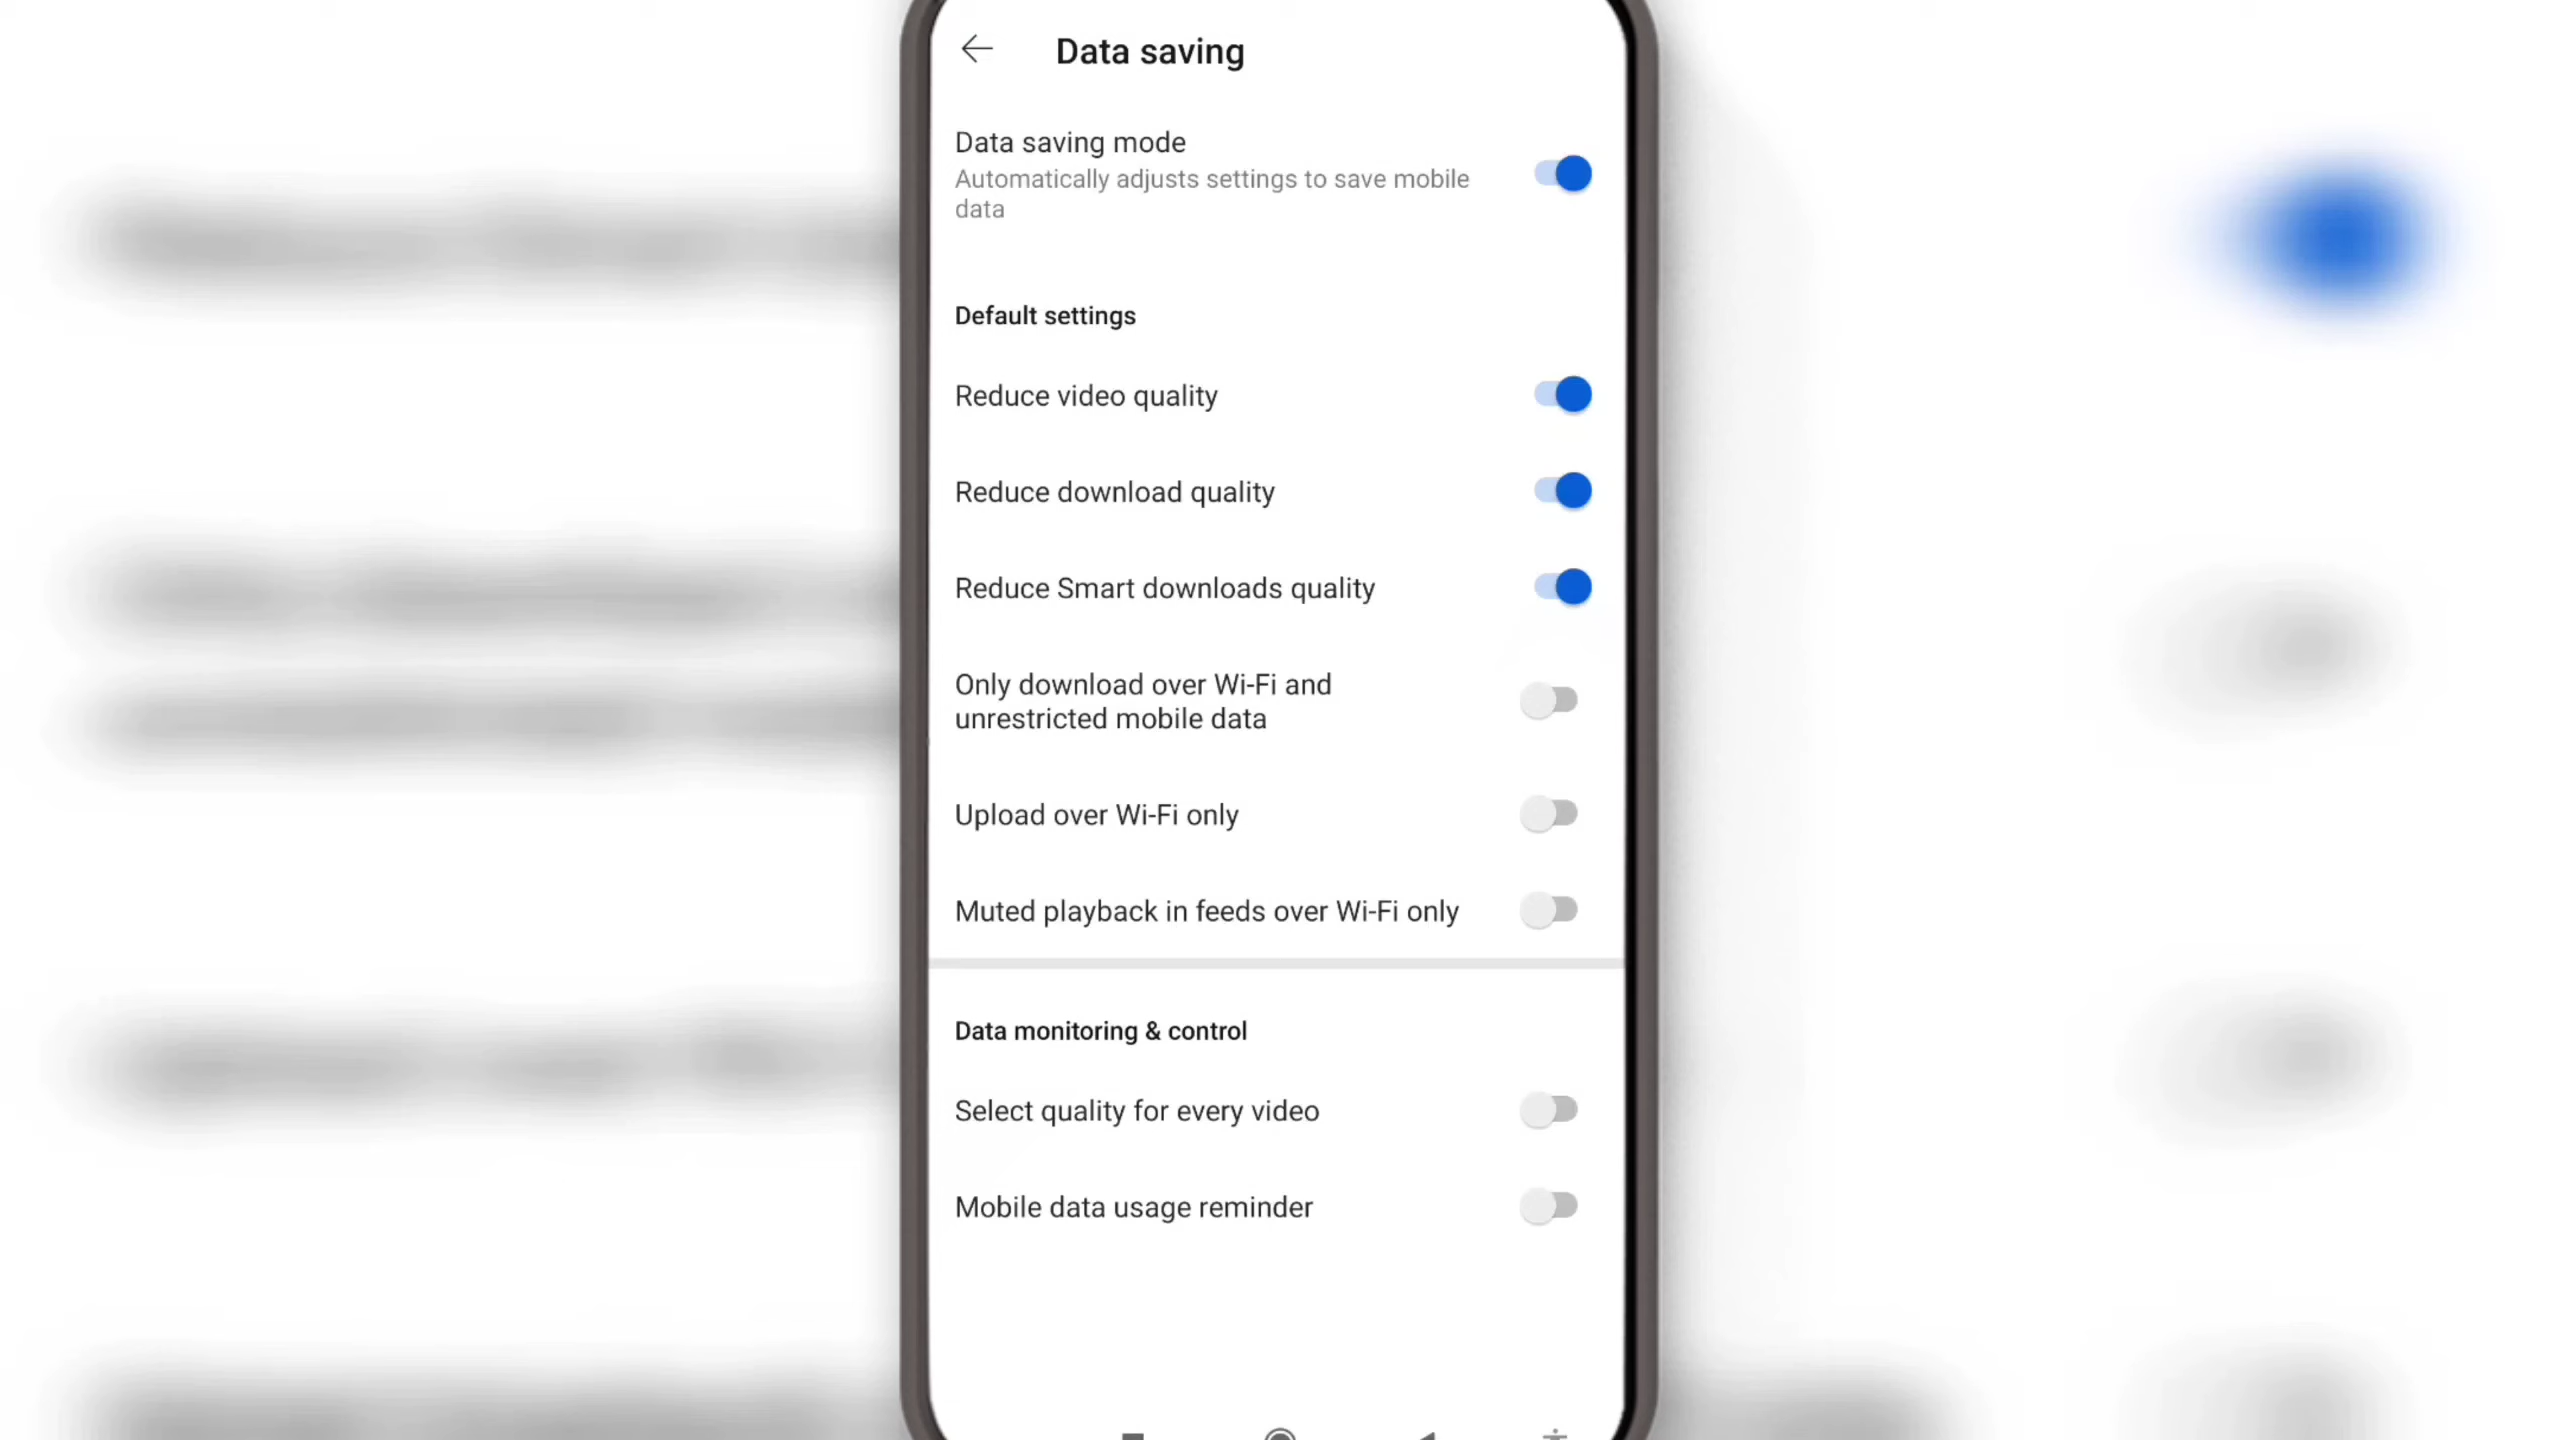 Data saving
Data saving mode
Automatically adjusts settings to save mobile
data
Default settings
Reduce video quality
Reduce download quality
Reduce Smart downloads quality
Only download over Wi-Fi and
unrestricted mobile data
Upload over Wi-Fi only
Muted playback in feeds over Wi-Fi only
Data monitoring & control
Select quality for every video
Mobile data usage reminder